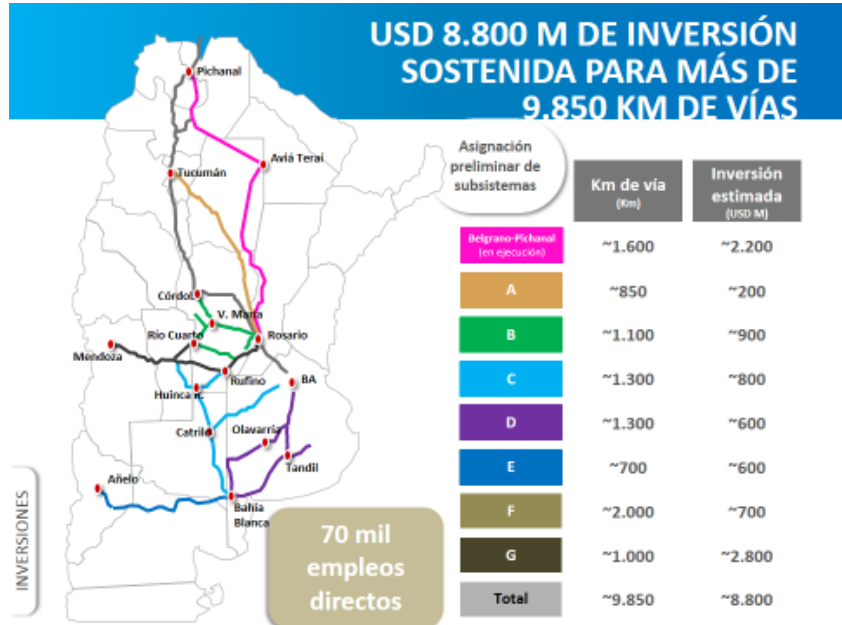 USD 8.800 M DE INVERSIÓN
SOSTENIDA PARA MÁS DE
9.850 KM DE VÍAS
Pichanal
Aviá Teraí
Tucumán
Córdob
V. María
Río Cuarto
Rosario
Mendoza
Rufino
BA
Huinca R.
Catriló
Olavarría
Tandil
Añelo
Bahía
Blanca
INVERSIONES
70 mil
empleos
directos
Asignación
preliminar de
subsistemas
Km de vía
(Km)
Inversión
estimada
(USD M)
Belgrano-Pichanal
(en ejecución)
~1.600
~2.200
A
~850
~200
B
~1.100
~900
C
~1.300
~800
D
~1.300
~600
E
~700
~600
F
~2.000
~700
G
~1.000
~2.800
Total
~9.850
~8.800